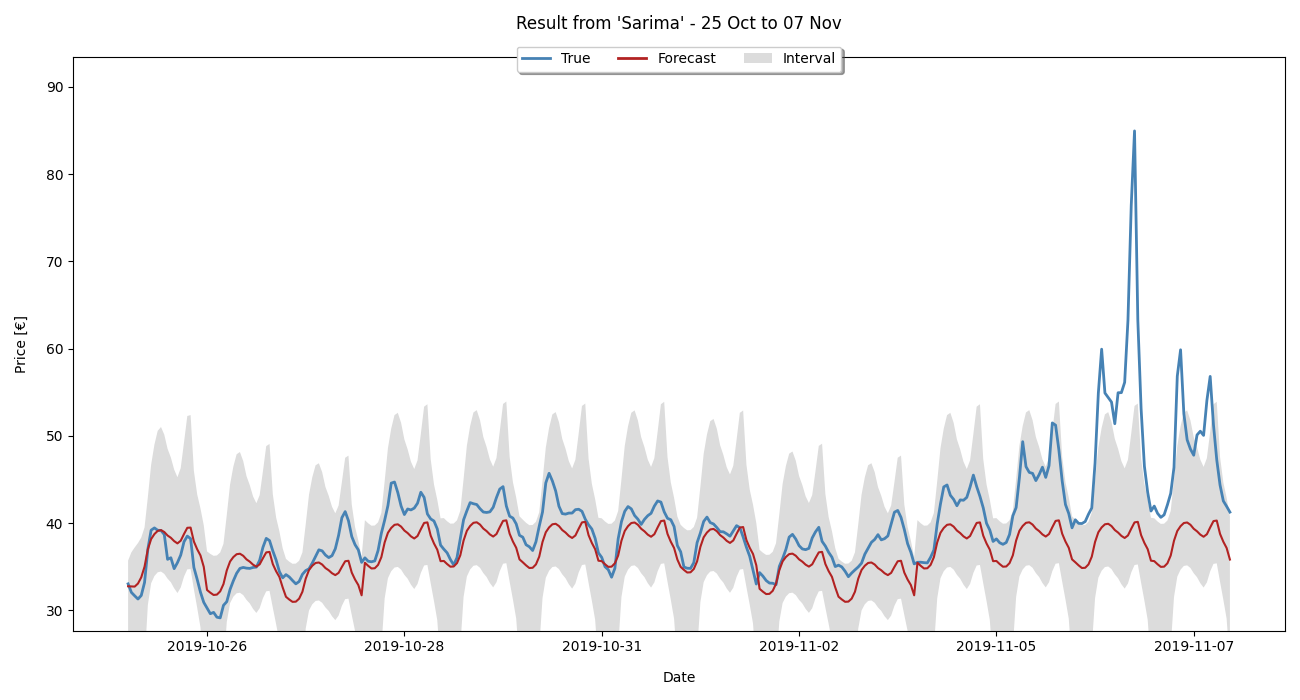 Result from 'Sarima' - 25 Oct to 07 Nov
True Forecast Interval
90
80
70
60
50
40
30
Price [€]
2019-10-26 2019-10-28 2019-10-31 2019-11-02 2019-11-05 2019-11-07
Date